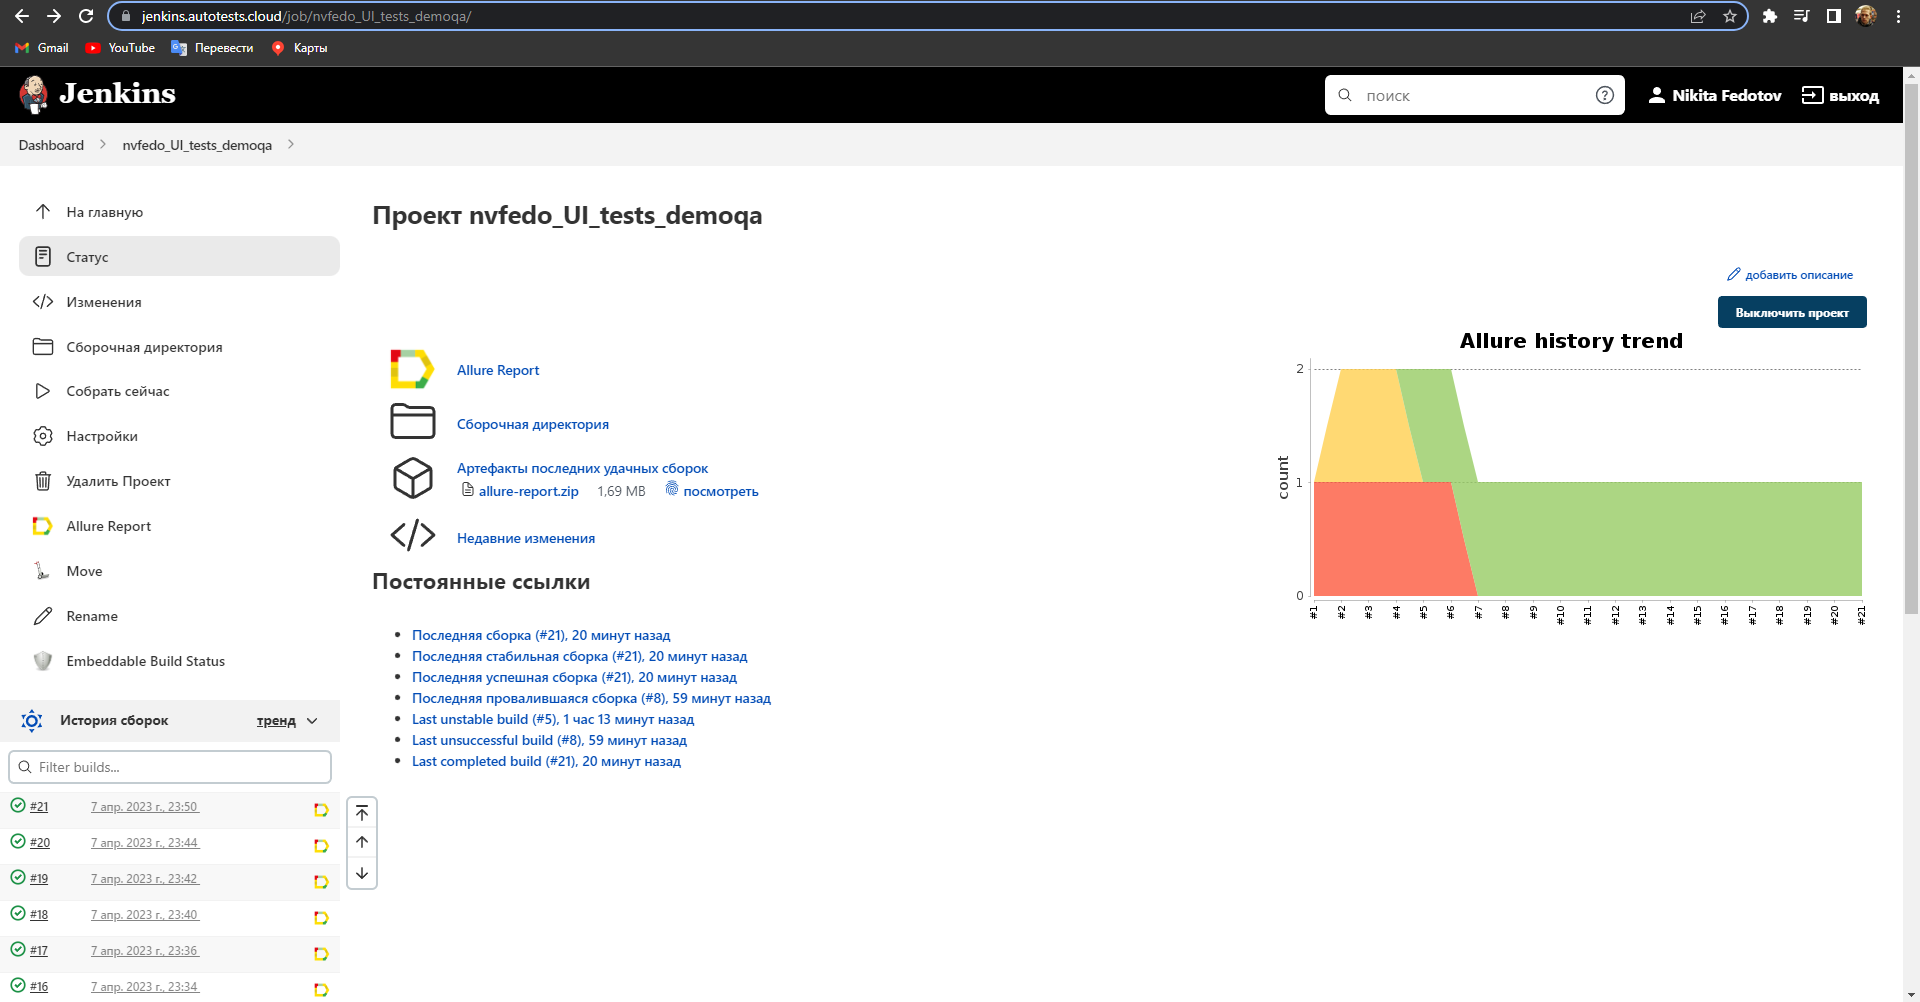 jenkins.autotests.cloud/job/nvfedo_UI_tests_demoqa/
Gmail YouTube Перевести Карты
Jenkins
поиск
Nikita Fedotov
выход
Dashboard nvfedo_UI_tests_demoqa
На главную
Статус
Изменения
Сборочная директория
Собрать сейчас
Настройки
Удалить Проект
Allure Report
Move
Rename
Embeddable Build Status
История сборок тренд
Filter builds...
#21 7 апр. 2023 г., 23:50
#20 7 апр. 2023 г., 23:44
#19 7 апр. 2023 г., 23:42
#18 7 апр. 2023 г., 23:40
#17 7 апр. 2023 г., 23:36
#16 7 апр. 2023 г., 23:34
Проект nvfedo_UI_tests_demoqa
добавить описание
Выключить проект
Allure Report
Сборочная директория
Артефакты последних удачных сборок
allure-report.zip 1,69 MB посмотреть
Недавние изменения
Постоянные ссылки
Последняя сборка (#21), 20 минут назад
Последняя стабильная сборка (#21), 20 минут назад
Последняя успешная сборка (#21), 20 минут назад
Последняя провалившаяся сборка (#8), 59 минут назад
Last unstable build (#5), 1 час 13 минут назад
Last unsuccessful build (#8), 59 минут назад
Last completed build (#21), 20 минут назад
Allure history trend
count
2
1
0
#1 #2 #3 #4 #5 #6 #7 #8 #9 #10 #11 #12 #13 #14 #15 #16 #17 #18 #19 #20 #21